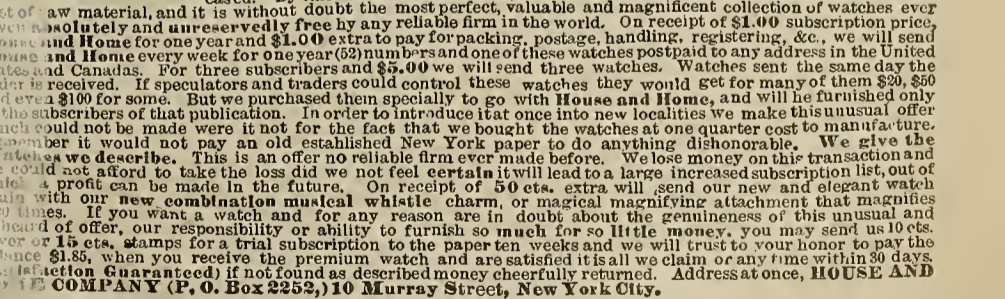 st of aw material, and it is without doubt the most perfect, valuable and magnificent collection of watches ever
solutely and unreservedly free by any reliable firm in the world. On receipt of $1.00 subscription price,
and Home for one year and $1.00 extra to pay for packing, postage, handling, registering, &c., we will send
and Home every week for one year (52) numbers and one of these watches postpaid to any address in the United
ates and Canadas. For three subscribers and $5.00 we will send three watches. Watches sent the same day the
der is received. If speculators and traders could control these watches they would get for many of them $20, $50
d even $100 for some. But we purchased them specially to go with House and Home, and will he furnished only
the subscribers of that publication. In order to introduce it at once into new localities we make this unusual offer
ich could not be made were it not for the fact that we bought the watches at one quarter cost to manufacture.
member it would not pay an old established New York paper to do anything dishonorable. We give the
atches we describe. This is an offer no reliable firm ever made before. We lose money on this transaction and
could not afford to take the loss did we not feel certain it will lead to a large increased subscription list, out of
a profit can be made in the future. On receipt of 50 cts. extra will send our new and elegant watch
ain with our new combination musical whistle charm, or magical magnifying attachment that magnifies
0 times. If you want a watch and for any reason are in doubt about the genuineness of this unusual and
heard of offer, our responsibility or ability to furnish so much for so little money, you may send us 10 cts.
ver or 15 cts. stamps for a trial subscription to the paper ten weeks and we will trust to your honor to pay the
ance $1.85, when you receive the premium watch and are satisfied it is all we claim or any time within 30 days.
isfaction Guaranteed) if not found as described money cheerfully returned. Address at once, HOUSE AND
E COMPANY (P. O. Box 2252,) 10 Murray Street, New York City.